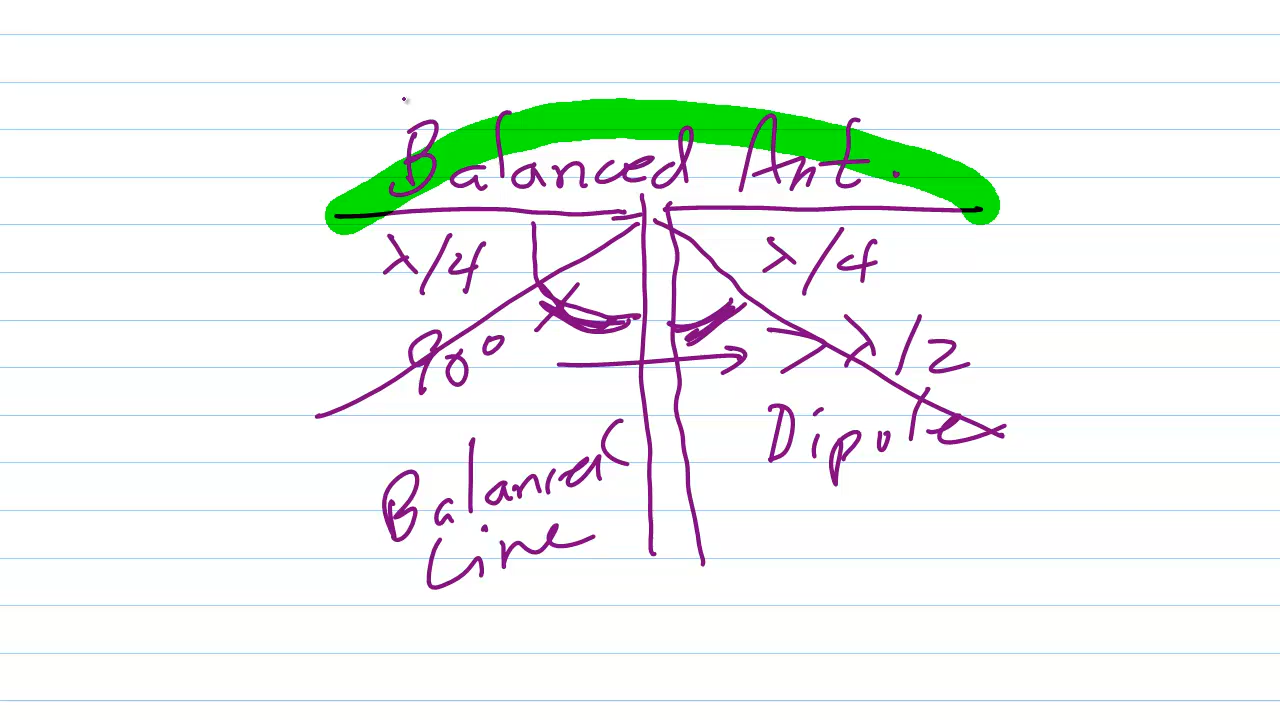 Balanced Ant.
λ/4 λ/4
90°
λ/2
Dipole
Balanced
Line